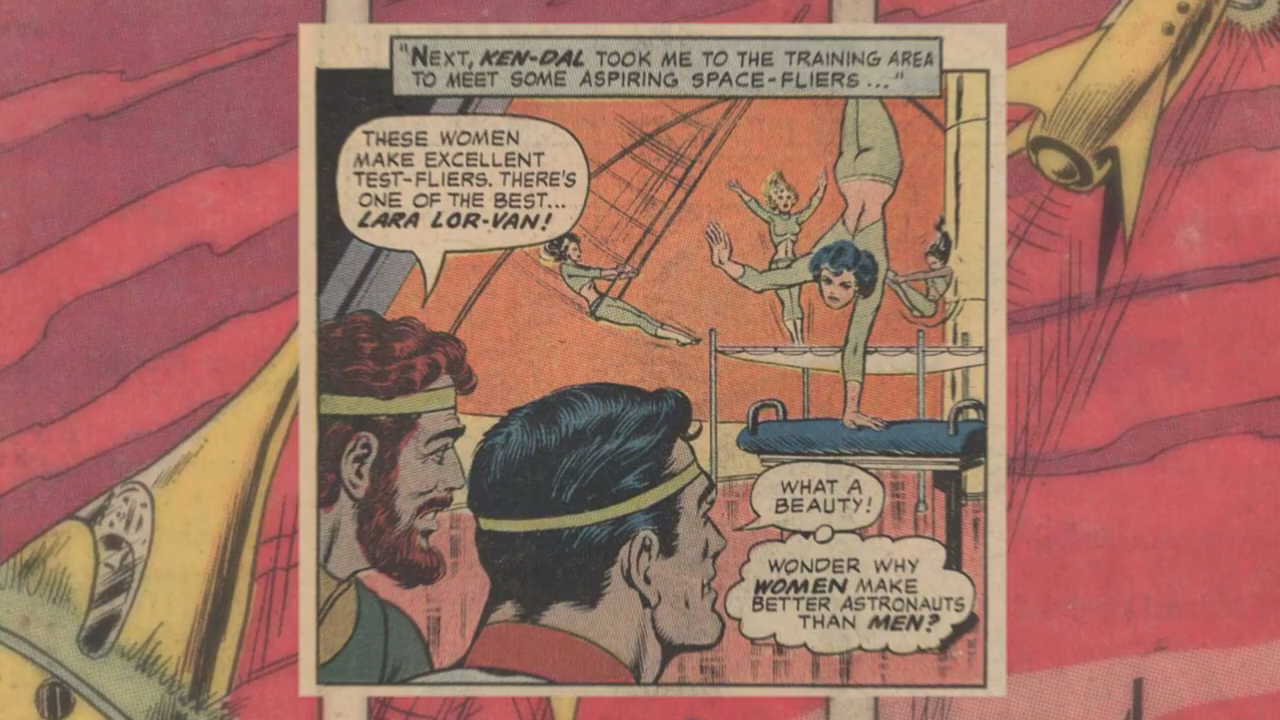 "NEXT, KEN-DAL TOOK ME TO THE TRAINING AREA
TO MEET SOME ASPIRING SPACE-FLIERS ..."
THESE WOMEN
MAKE EXCELLENT
TEST-FLIERS. THERE'S
ONE OF THE BEST...
LARA LOR-VAN!
WHAT A
BEAUTY!
WONDER WHY
WOMEN MAKE
BETTER ASTRONAUTS
THAN MEN?